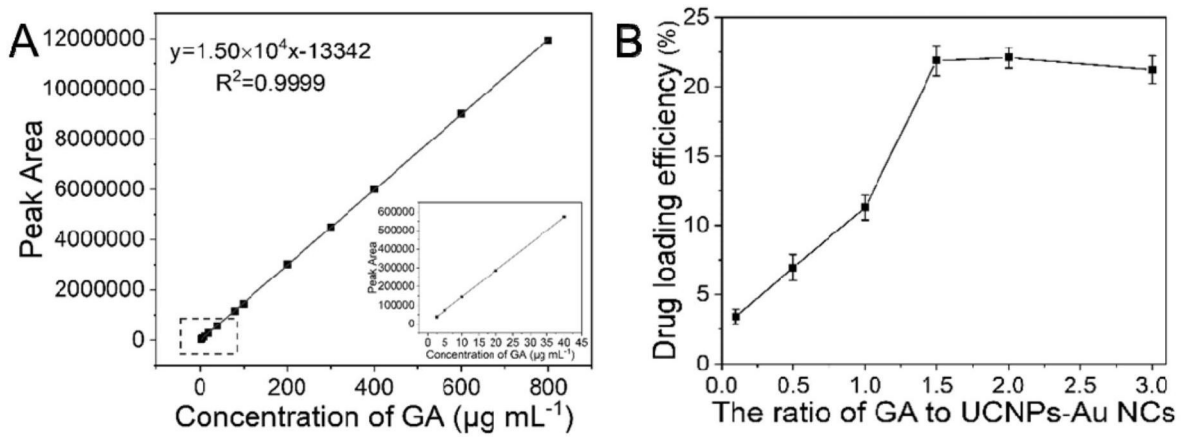 A
y=1.50×10⁴x-13342
R²=0.9999
Peak Area
12000000
10000000
8000000
6000000
4000000
2000000
0
0 200 400 600 800
Concentration of GA (µg mL⁻¹)
Peak Area
600000
500000
400000
300000
200000
100000
0
0 5 10 15 20 25 30 35 40 45
Concentration of GA (µg mL⁻¹)
B
Drug loading efficiency (%)
25
20
15
10
5
0
0.0 0.5 1.0 1.5 2.0 2.5 3.0
The ratio of GA to UCNPs-Au NCs